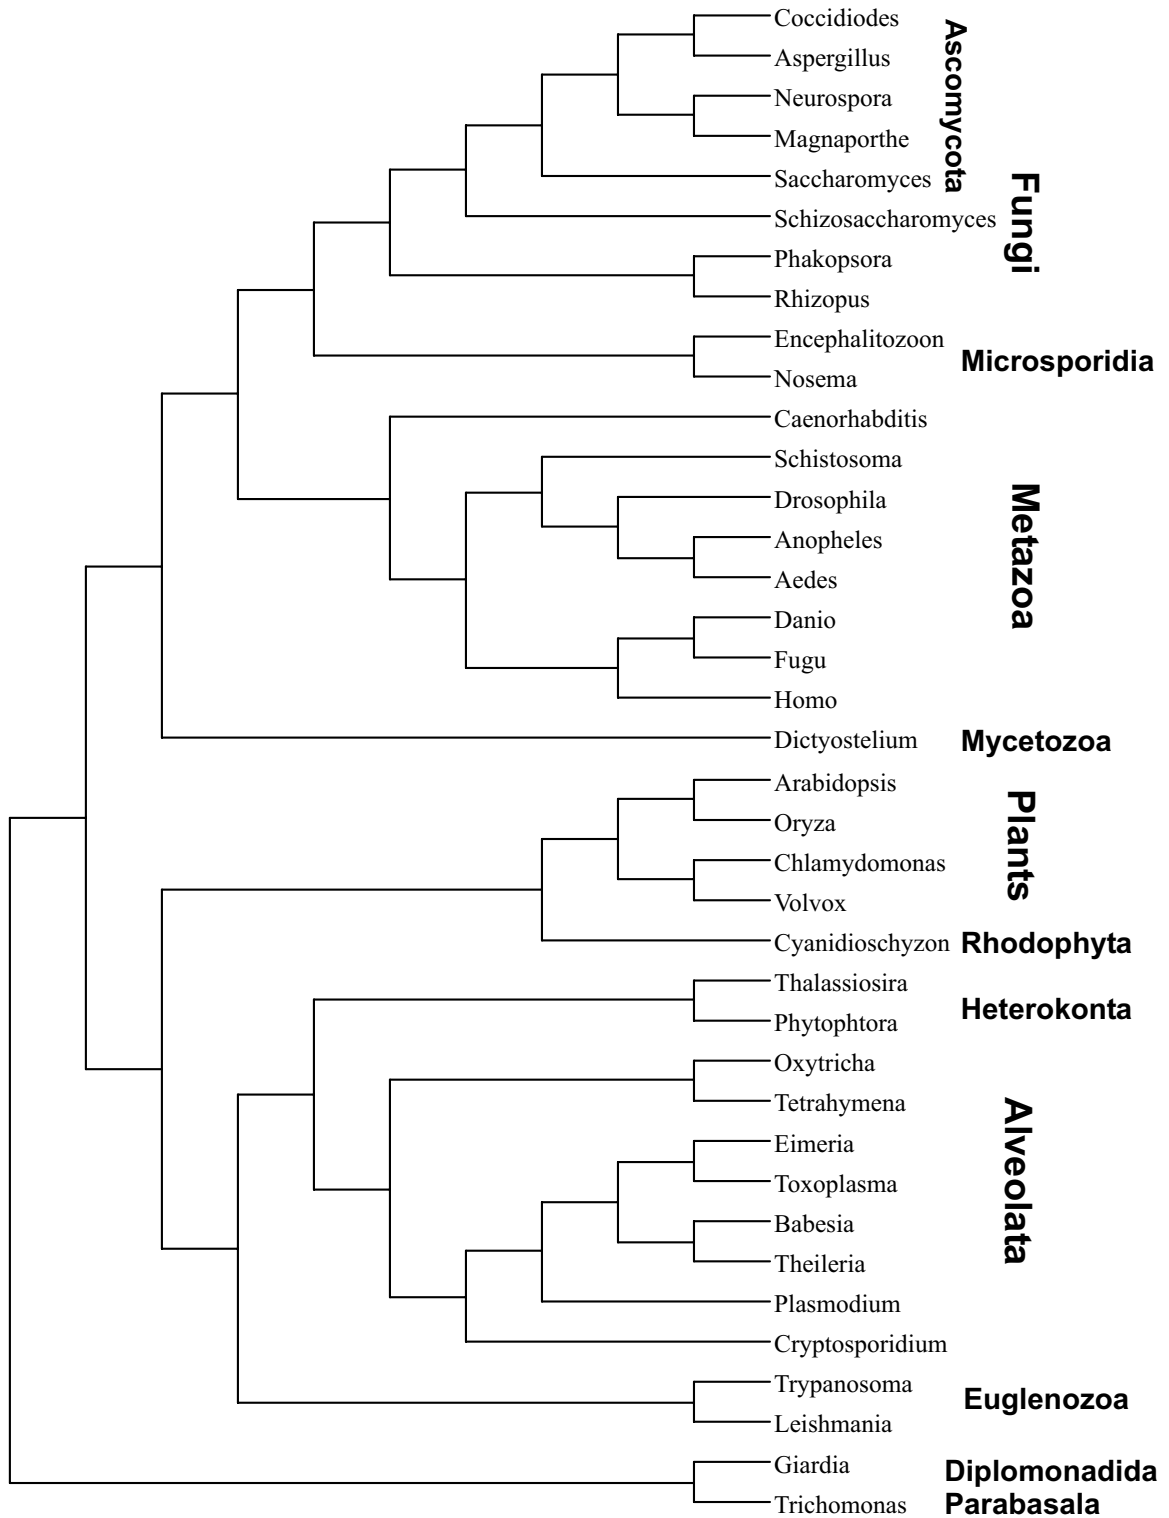 Coccidiodes
Aspergillus
Neurospora
Magnaporthe
Saccharomyces
Ascomycota
Schizosaccharomyces
Phakopsora
Rhizopus
Fungi
Encephalitozoon
Nosema
Microsporidia
Caenorhabditis
Schistosoma
Drosophila
Anopheles
Aedes
Danio
Fugu
Homo
Metazoa
Dictyostelium Mycetozoa
Arabidopsis
Oryza
Chlamydomonas
Volvox
Plants
Cyanidioschyzon Rhodophyta
Thalassiosira
Phytophtora
Heterokonta
Oxytricha
Tetrahymena
Eimeria
Toxoplasma
Babesia
Theileria
Plasmodium
Cryptosporidium
Alveolata
Trypanosoma
Leishmania
Euglenozoa
Giardia Diplomonadida
Trichomonas Parabasala